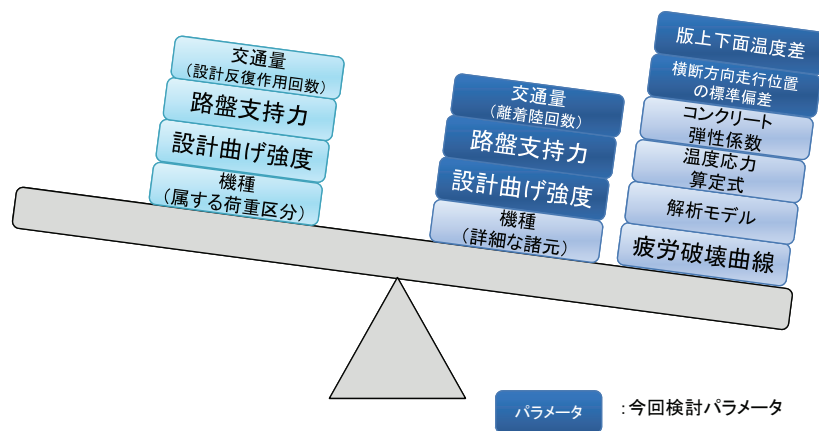 交通量
（設計反復作用回数）
路盤支持力
設計曲げ強度
機種
（属する荷重区分）
交通量
（離着陸回数）
路盤支持力
設計曲げ強度
機種
（詳細な諸元）
版上下面温度差
横断方向走行位置
の標準偏差
コンクリート
弾性係数
温度応力
算定式
解析モデル
疲労破壊曲線
パラメータ
：今回検討パラメータ